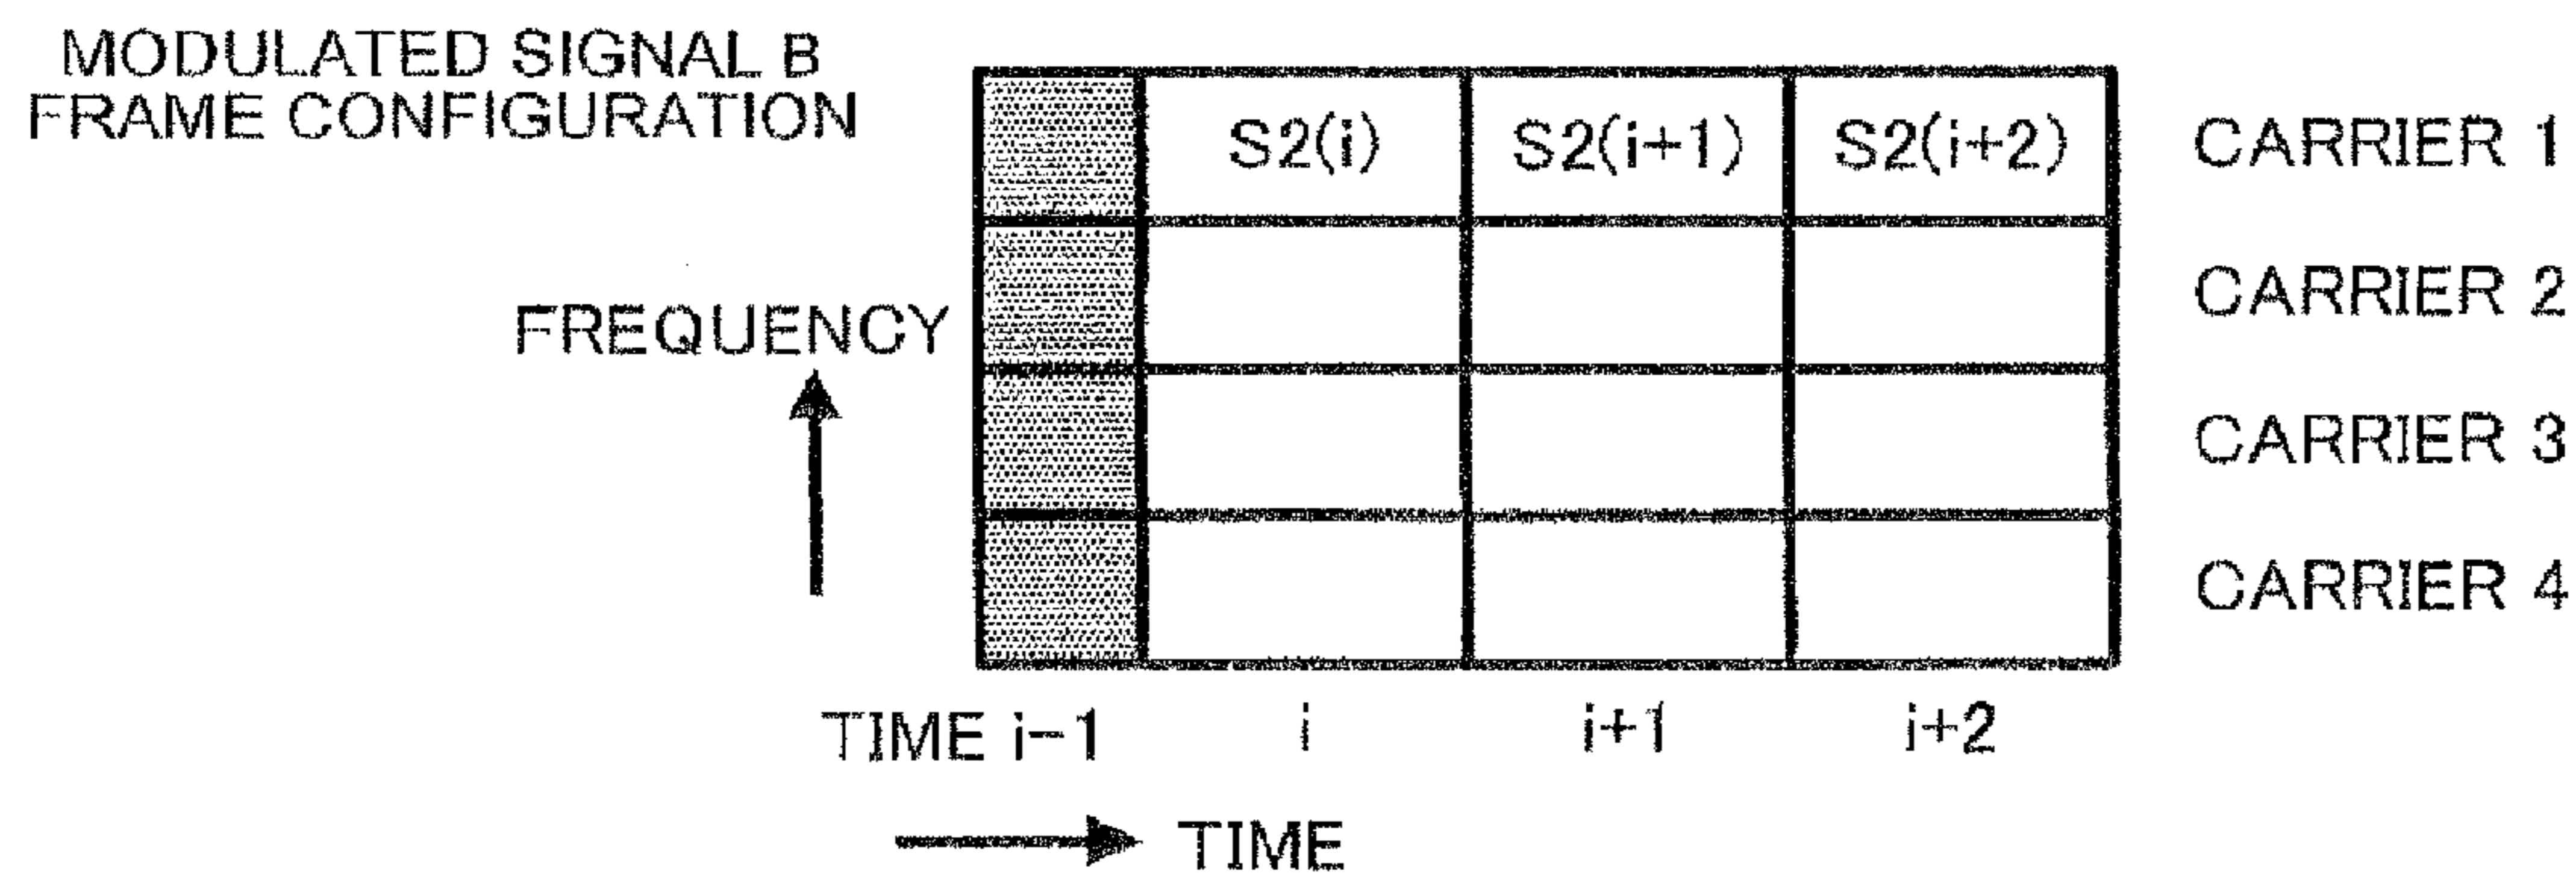 MODULATED SIGNAL B
FRAME CONFIGURATION
S2(i) S2(i+1) S2(i+2) CARRIER 1
CARRIER 2
FREQUENCY
CARRIER 3
CARRIER 4
TIME i-1 i i+1 i+2
TIME